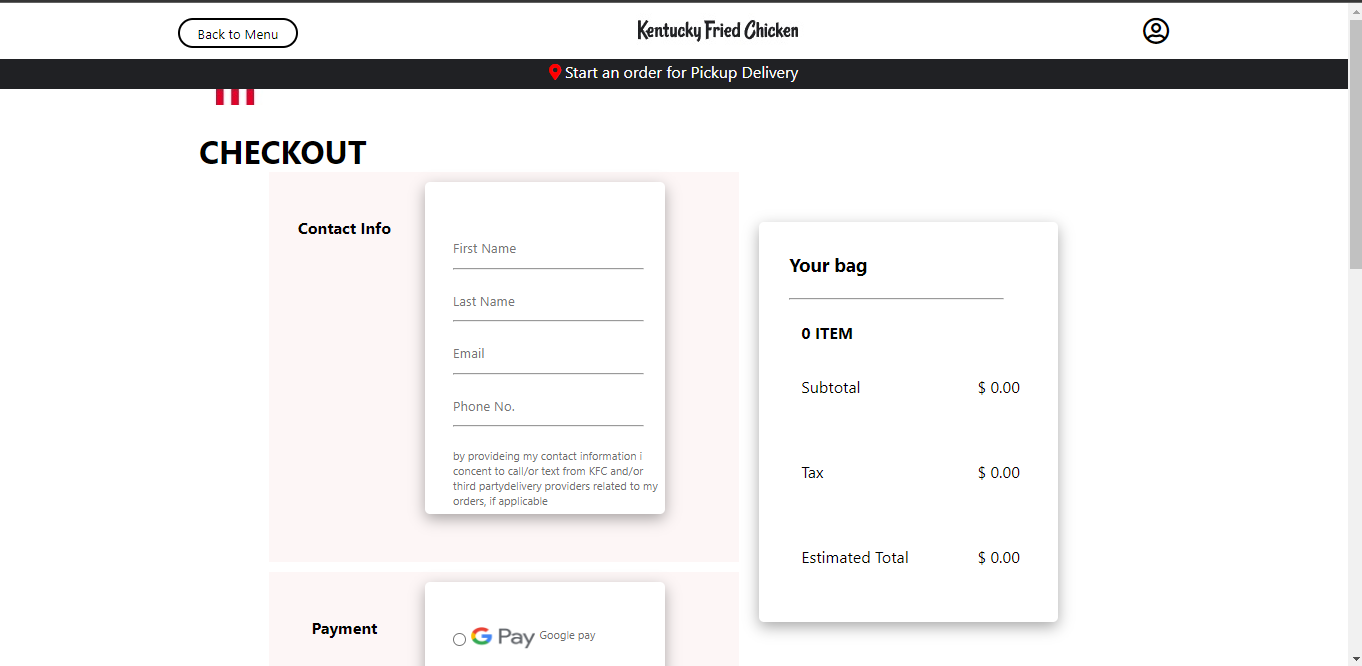 Back to Menu
Kentucky Fried Chicken
Start an order for Pickup Delivery
CHECKOUT
Contact Info
First Name
Last Name
Email
Phone No.
by provideing my contact information i
concent to call/or text from KFC and/or
third partydelivery providers related to my
orders, if applicable
Your bag
0 ITEM
Subtotal $ 0.00
Tax $ 0.00
Estimated Total $ 0.00
Payment
G Pay Google pay